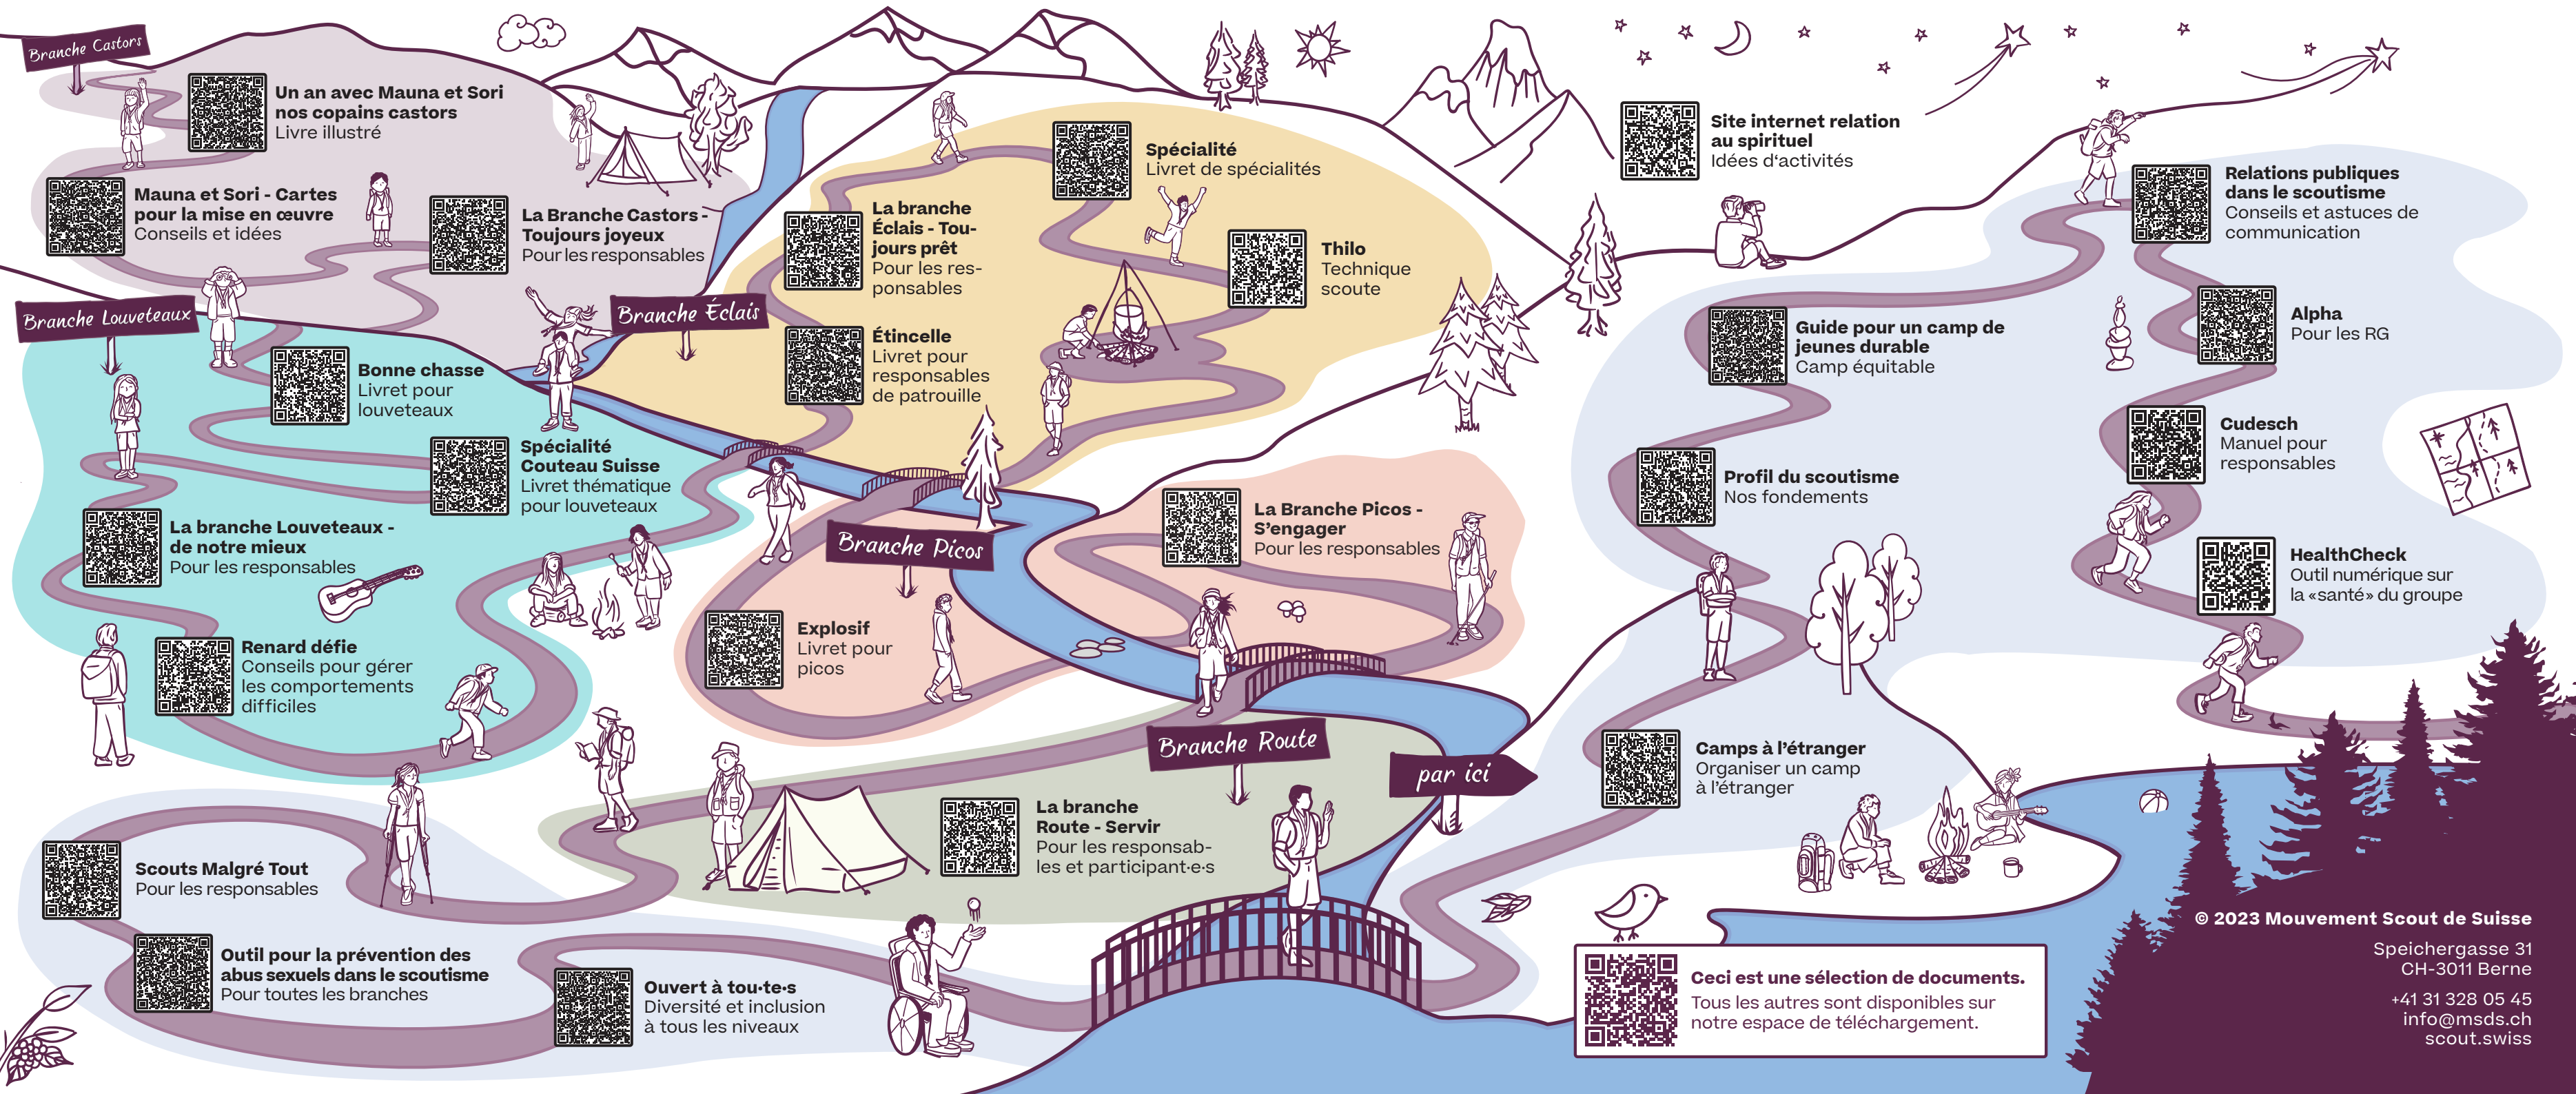 Branche Castors
Un an avec Mauna et Sori
nos copains castors
Livre illustré
Mauna et Sori - Cartes
pour la mise en œuvre
Conseils et idées
La Branche Castors -
Toujours joyeux
Pour les responsables
Branche Louveteaux
Bonne chasse
Livret pour
louveteaux
Spécialité
Couteau Suisse
Livret thématique
pour louveteaux
La branche Louveteaux -
de notre mieux
Pour les responsables
Renard défie
Conseils pour gérer
les comportements
difficiles
Branche Éclais
La branche
Éclais - Tou-
jours prêt
Pour les res-
ponsables
Étincelle
Livret pour
responsables
de patrouille
Spécialité
Livret de spécialités
Thilo
Technique
scoute
Branche Picos
La Branche Picos -
S’engager
Pour les responsables
Explosif
Livret pour
picos
Branche Route
La branche
Route - Servir
Pour les responsab-
les et participant·e·s
par ici
Scouts Malgré Tout
Pour les responsables
Outil pour la prévention des
abus sexuels dans le scoutisme
Pour toutes les branches
Ouvert à tou·te·s
Diversité et inclusion
à tous les niveaux
Site internet relation
au spirituel
Idées d‘activités
Guide pour un camp de
jeunes durable
Camp équitable
Profil du scoutisme
Nos fondements
Camps à l’étranger
Organiser un camp
à l’étranger
Relations publiques
dans le scoutisme
Conseils et astuces de
communication
Alpha
Pour les RG
Cudesch
Manuel pour
responsables
HealthCheck
Outil numérique sur
la «santé» du groupe
Ceci est une sélection de documents.
Tous les autres sont disponibles sur
notre espace de téléchargement.
© 2023 Mouvement Scout de Suisse
Speichergasse 31
CH-3011 Berne
+41 31 328 05 45
info@msds.ch
scout.swiss